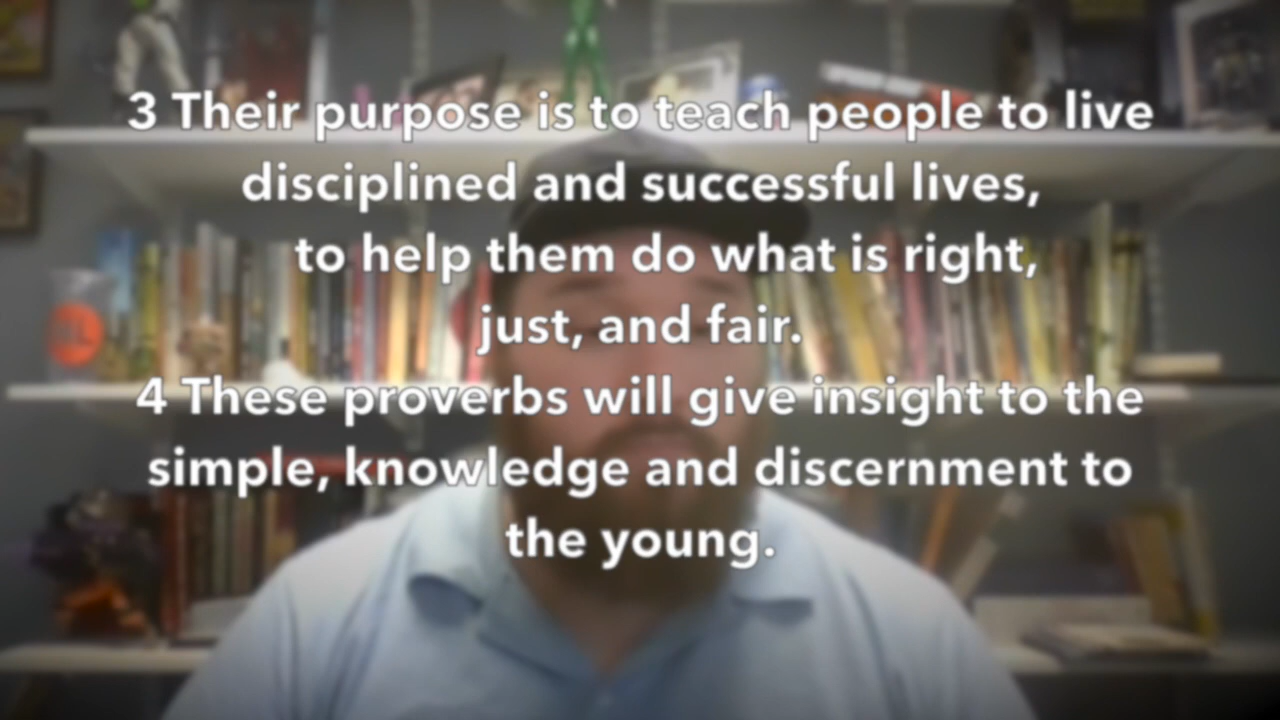 3 Their purpose is to teach people to live
disciplined and successful lives,
to help them do what is right,
just, and fair.
4 These proverbs will give insight to the
simple, knowledge and discernment to
the young.